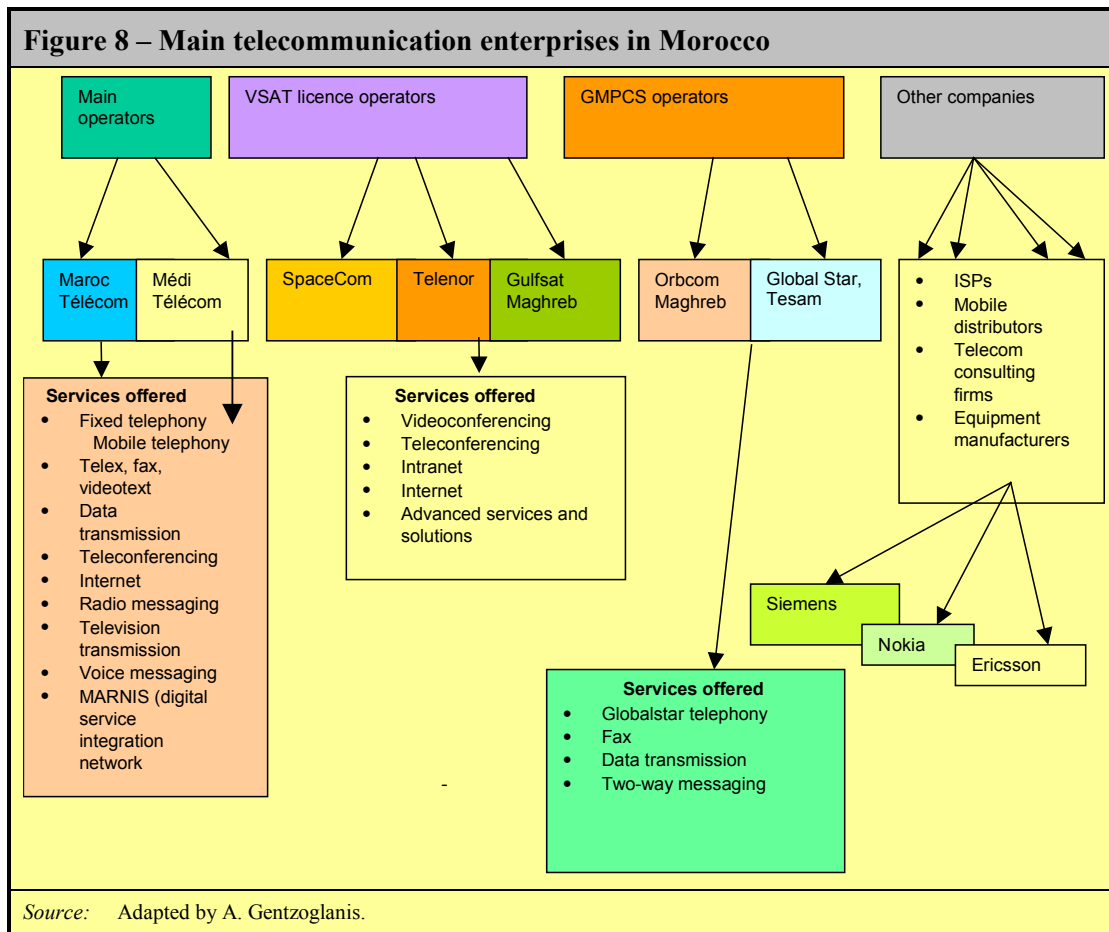 Figure 8 – Main telecommunication enterprises in Morocco
Main
operators
VSAT licence operators
GMPCS operators
Other companies
Maroc
Télécom
Médi
Télécom
SpaceCom
Telenor
Gulfsat
Maghreb
Orbcom
Maghreb
Global Star,
Tesam
• ISPs
• Mobile
distributors
• Telecom
consulting
firms
• Equipment
manufacturers
Services offered
• Fixed telephony
Mobile telephony
• Telex, fax,
videotext
• Data
transmission
• Teleconferencing
• Internet
• Radio messaging
• Television
transmission
• Voice messaging
• MARNIS (digital
service
integration
network
Services offered
• Videoconferencing
• Teleconferencing
• Intranet
• Internet
• Advanced services and
solutions
Siemens
Nokia
Ericsson
Services offered
• Globalstar telephony
• Fax
• Data transmission
• Two-way messaging
-
Source: Adapted by A. Gentzoglanis.